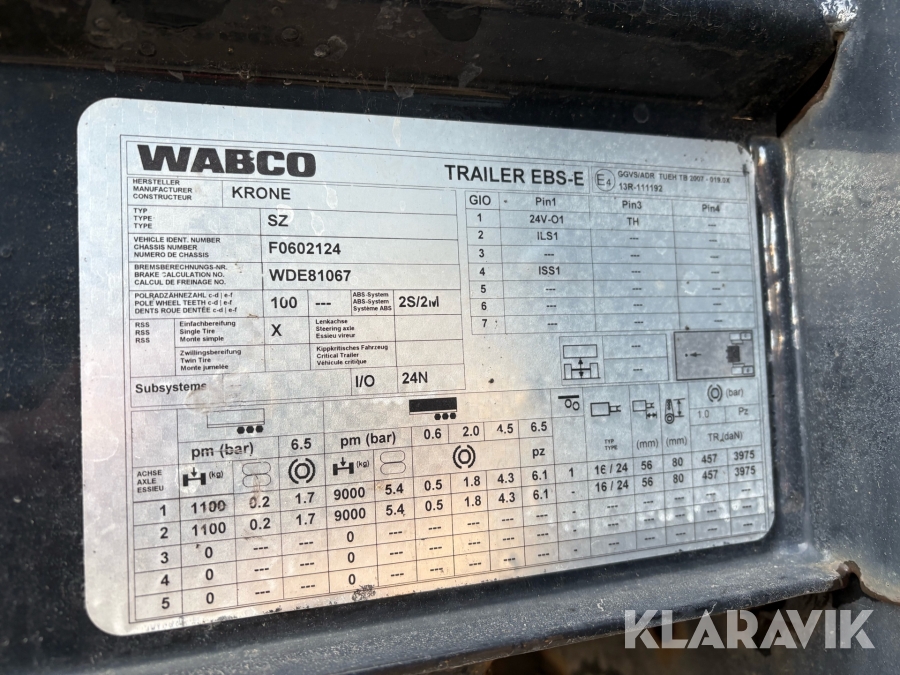 WABCO
TRAILER EBS-E E4 GGVS/ADR TUEH TB 2007 - 019.0X
13R-111192
HERSTELLER
MANUFACTURER
CONSTRUCTEUR
KRONE
TYP
TYPE
TYPE
SZ
VEHICLE IDENT. NUMBER
CHASSIS NUMBER
NUMERO DE CHASSIS
F0602124
BREMSBERECHNUNGS-NR.
BRAKE CALCULATION NO.
CALCUL DE FREINAGE NO.
WDE81067
POLRADZÄHNEZAHL c-d | e-f
POLE WHEEL TEETH c-d | e-f
DENTS ROUE DENTÉE c-d | e-f
100 ---
ABS-System
ABS-System
Système ABS
2S/2M
RSS Einfachbereifung
RSS Single Tire
RSS Monte simple
X
Lenkachse
Steering axle
Essieu vireur
Zwillingsbereifung
Twin Tire
Monte jumelée
Kippkritisches Fahrzeug
Critical Trailer
Véhicule critique
Subsysteme I/O 24N
GIO Pin1 Pin3 Pin4
1 24V-O1 TH ---
2 ILS1 --- ---
3 --- --- ---
4 ISS1 --- ---
5 --- --- ---
6 --- --- ---
7 --- --- ---
--- 
---
pm (bar) 6.5 pm (bar) 0.6 2.0 4.5 6.5 (bar)
1.0 Pz
ACHSE
AXLE
ESSIEU
(kg) (kg) pz TYP
TYPE
(mm) (mm) TR (daN)
1 1100 0.2 1.7 9000 5.4 0.5 1.8 4.3 6.1 1 16 / 24 56 80 457 3975
2 1100 0.2 1.7 9000 5.4 0.5 1.8 4.3 6.1 - 16 / 24 56 80 457 3975
3 0 --- --- 0 --- --- --- --- --- - --- --- --- --- ---
4 0 --- --- 0 --- --- --- --- --- - --- --- --- --- ---
5 0 --- --- 0 --- --- --- --- --- - --- --- --- --- ---
KLARAVIK